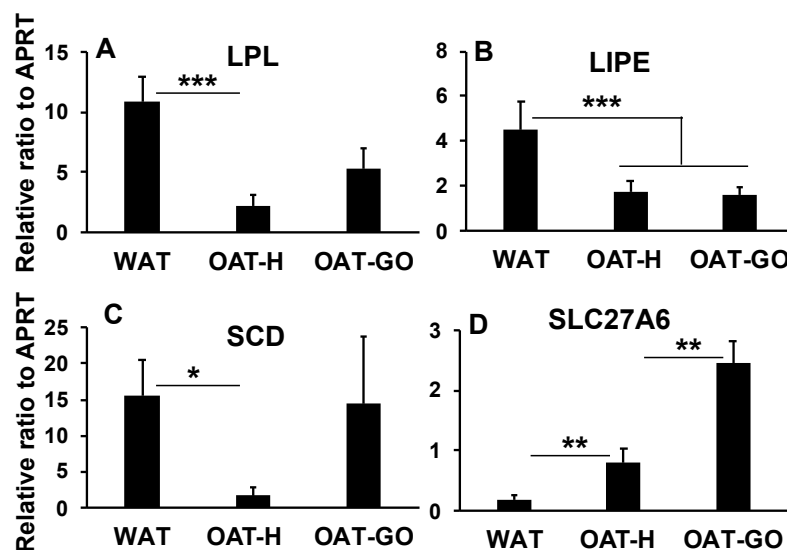 A
LPL
Relative ratio to APRT
15
10
5
0
***
WAT OAT-H OAT-GO
B
LIPE
8
6
4
2
0
***
WAT OAT-H OAT-GO
C
SCD
Relative ratio to APRT
25
20
15
10
5
0
*
WAT OAT-H OAT-GO
D
SLC27A6
3
2
1
0
**
**
WAT OAT-H OAT-GO